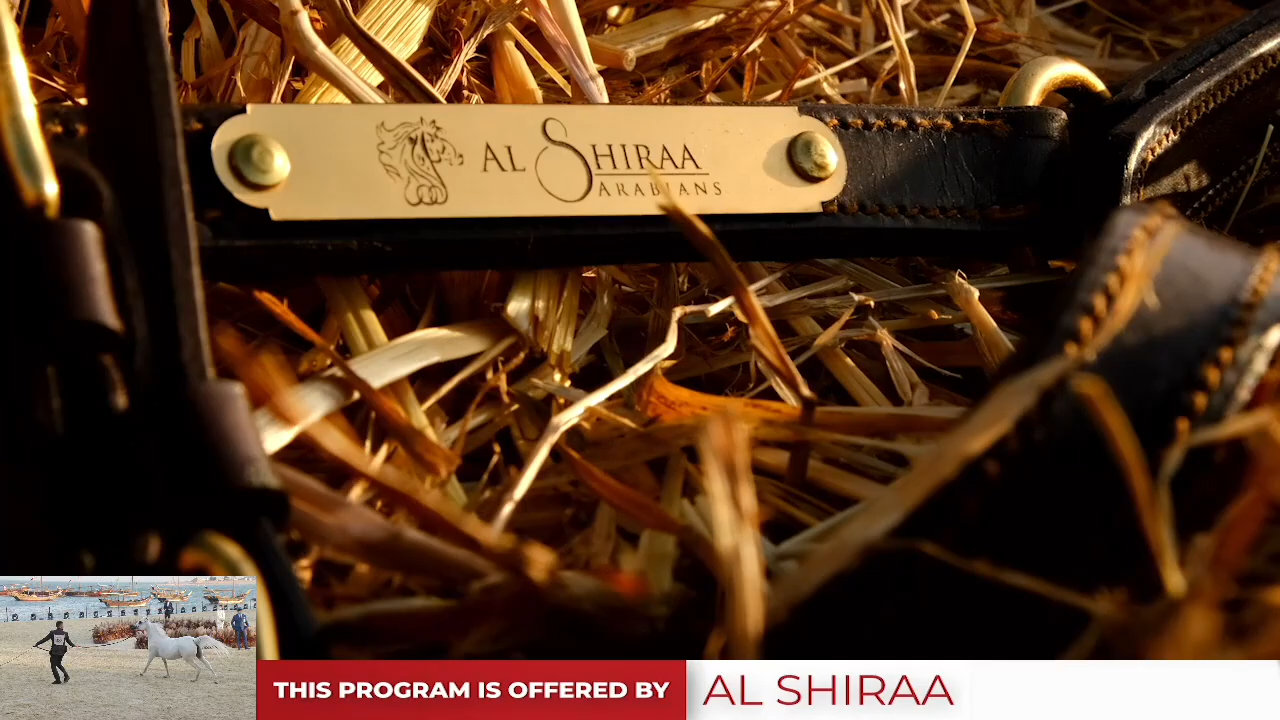 AL SHIRAA
ARABIANS
THIS PROGRAM IS OFFERED BY
AL SHIRAA